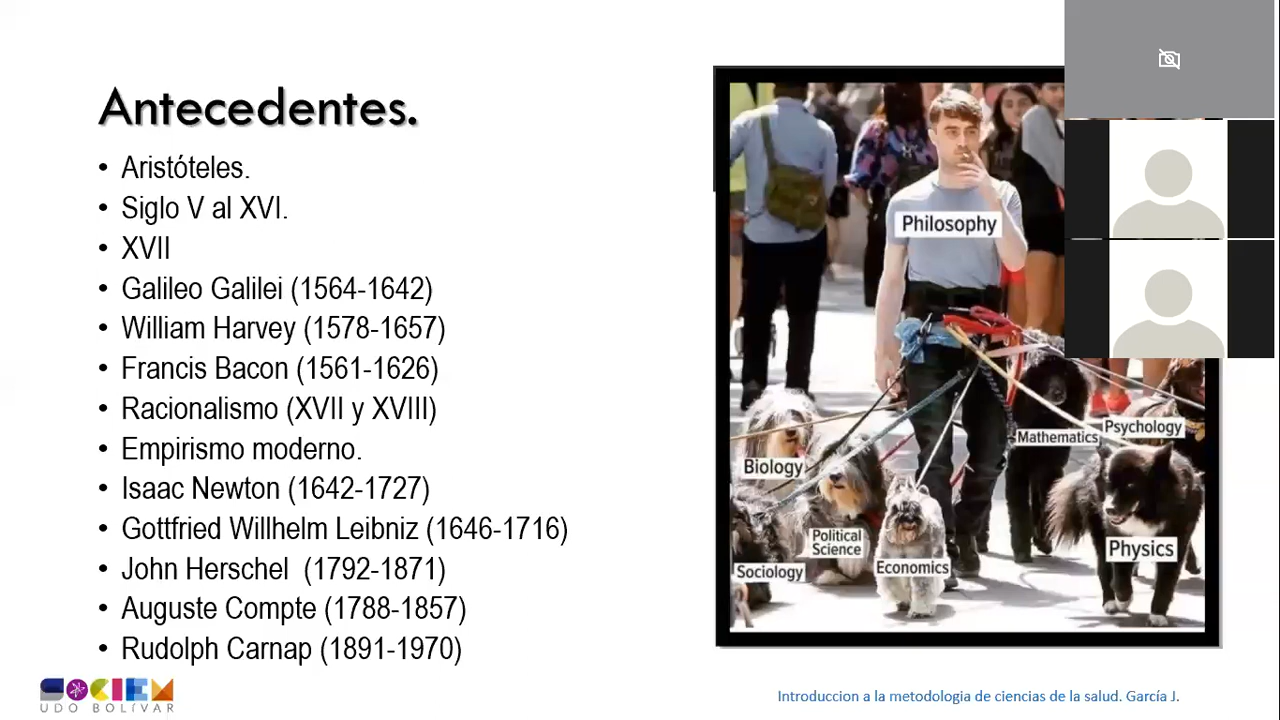 Antecedentes.
• Aristóteles.
• Siglo V al XVI.
• XVII
• Galileo Galilei (1564-1642)
• William Harvey (1578-1657)
• Francis Bacon (1561-1626)
• Racionalismo (XVII y XVIII)
• Empirismo moderno.
• Isaac Newton (1642-1727)
• Gottfried Willhelm Leibniz (1646-1716)
• John Herschel (1792-1871)
• Auguste Compte (1788-1857)
• Rudolph Carnap (1891-1970)
Philosophy
Mathematics
Psychology
Biology
Political
Science
Physics
Sociology
Economics
SOCIEM
UDO BOLÍVAR
Introduccion a la metodologia de ciencias de la salud. García J.